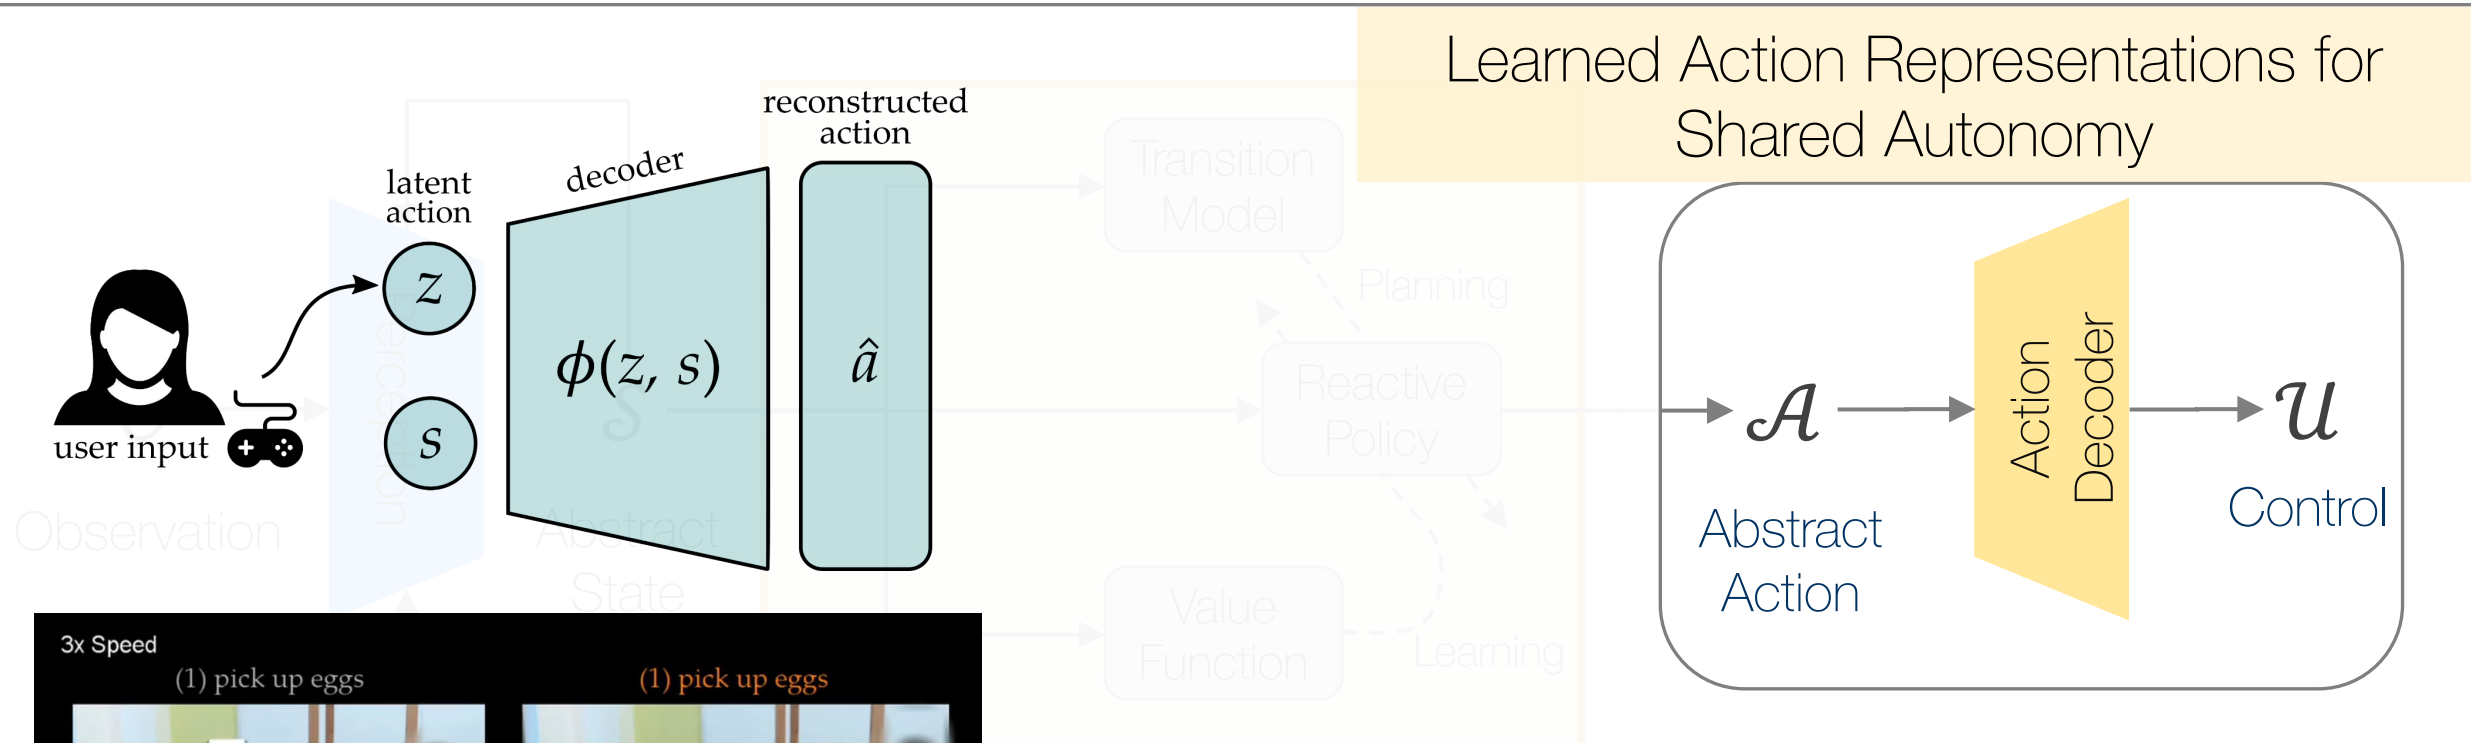 Learned Action Representations for
Shared Autonomy
reconstructed
action
decoder
latent
action
z
ϕ(z, s)
â
s
user input
Perception
S
Observation
Abstract
State
Transition
Model
Planning
Reactive
Policy
Value
Function
Learning
A
Action
Decoder
U
Abstract
Action
Control
3x Speed
(1) pick up eggs
(1) pick up eggs